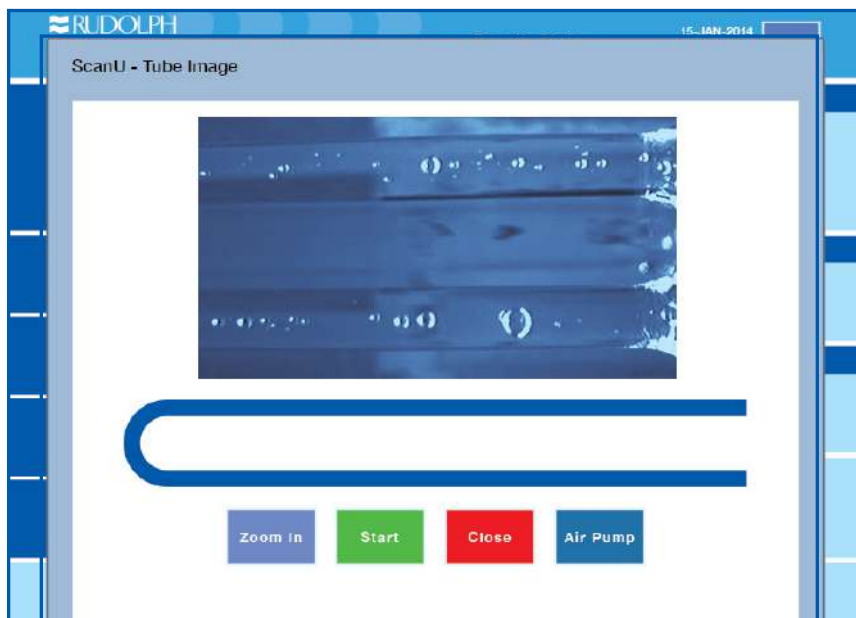 RUDOLPH
15-JAN-2014
ScanU - Tube Image
Zoom In
Start
Close
Air Pump